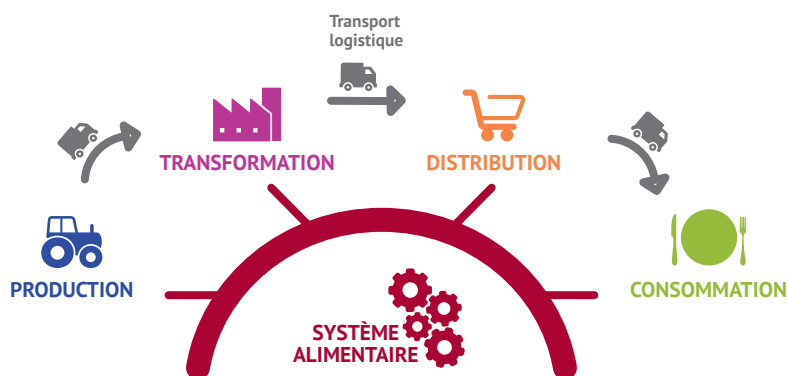 Transport
logistique
TRANSFORMATION
DISTRIBUTION
PRODUCTION
CONSOMMATION
SYSTÈME
ALIMENTAIRE